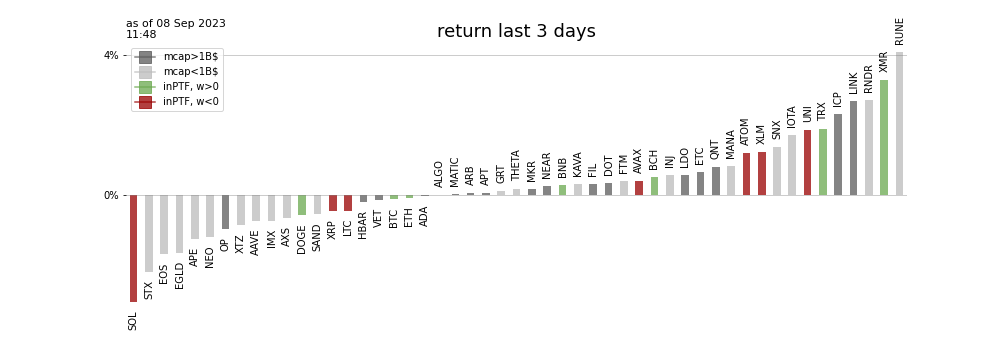 as of 08 Sep 2023
11:48
return last 3 days
4%
0%
mcap>1B$
mcap<1B$
inPTF, w>0
inPTF, w<0
SOL
STX
EOS
EGLD
APE
NEO
OP
XTZ
AAVE
IMX
AXS
DOGE
SAND
XRP
LTC
HBAR
VET
BTC
ETH
ADA
ALGO
MATIC
ARB
APT
GRT
THETA
MKR
NEAR
BNB
KAVA
FIL
DOT
FTM
AVAX
BCH
INJ
LDO
ETC
QNT
MANA
ATOM
XLM
SNX
IOTA
UNI
TRX
ICP
LINK
RNDR
XMR
RUNE